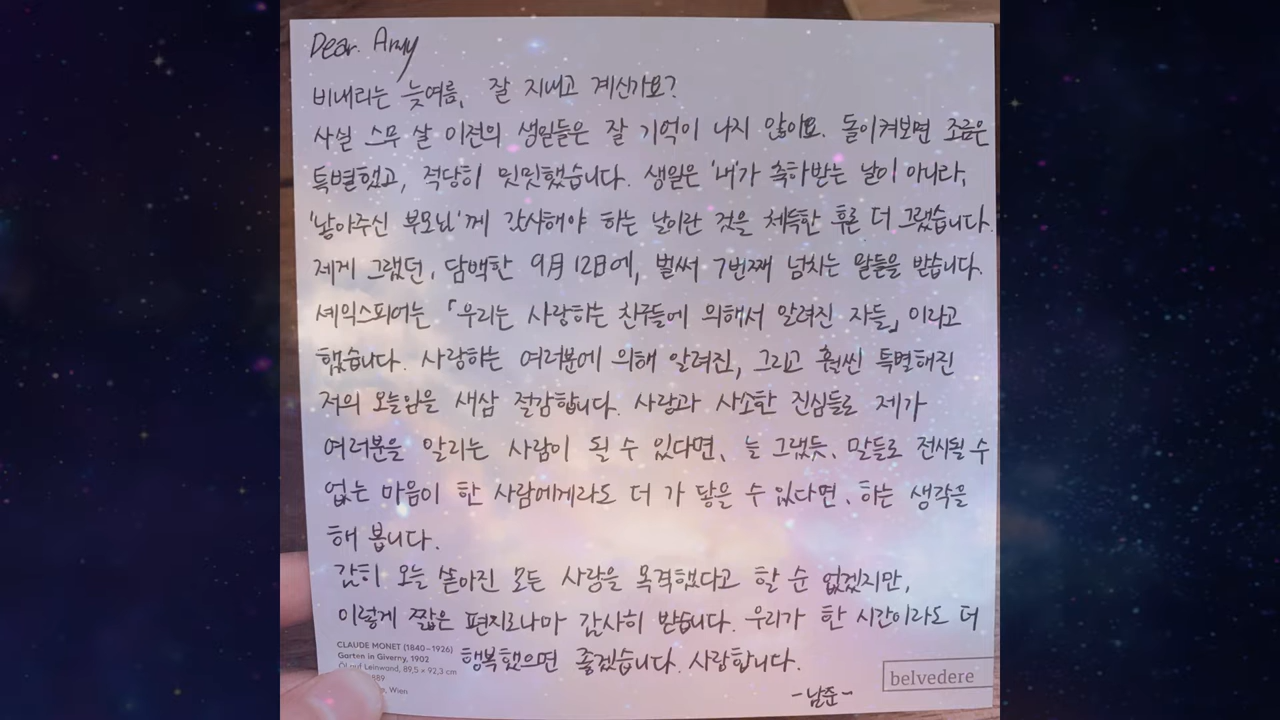 Dear. Army
비내리는 늦여름, 잘 지내고 계신가요?
사실 스무 살 이전의 생일들은 잘 기억이 나지 않아요. 돌이켜보면 조금은
특별했고, 적당히 밋밋했습니다. 생일은 '내'가 축하받는 날이 아니라,
'낳아주신 부모님'께 감사해야 하는 날이란 것을 체득한 후론 더 그랬습니다.
제게 그랬던, 담백한 9月 12日에, 벌써 7번째 넘치는 말들을 받습니다.
셰익스피어는 「우리는 사랑하는 친구들에 의해서 알려진 자들」 이라고
했습니다. 사랑하는 여러분에 의해 알려진, 그리고 훨씬 특별해진
저의 오늘임을 새삼 절감합니다. 사랑과 사소한 진심들로 제가
여러분을 알리는 사람이 될 수 있다면, 늘 그랬듯, 말들로 전시될 수
없는 마음이 한 사람에게라도 더 가 닿을 수 있다면, 하는 생각을
해 봅니다.
감히 오늘 쏟아진 모든 사랑을 목격했다고 할 순 없겠지만,
이렇게 짧은 편지로나마 감사히 받습니다. 우리가 한 시간이라도 더
행복했으면 좋겠습니다. 사랑합니다.
-남준-
CLAUDE MONET (1840–1926)
Garten in Giverny, 1902
Öl auf Leinwand, 89,5 × 92,3 cm
889
Wien
belvedere